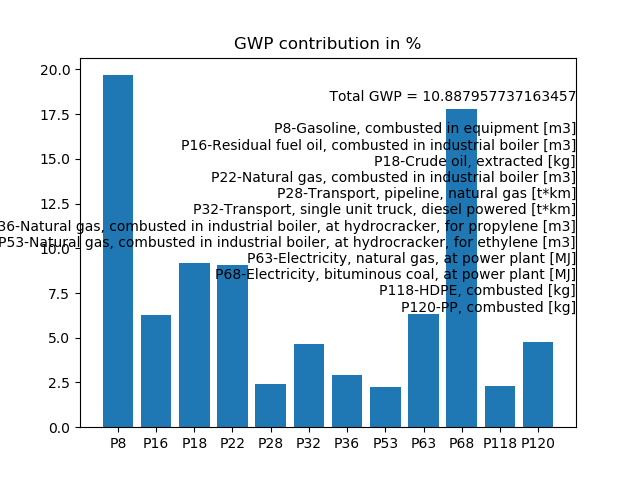 GWP contribution in %
20.0
17.5
15.0
12.5
10.0
7.5
5.0
2.5
0.0
Total GWP = 10.887957737163457
P8-Gasoline, combusted in equipment [m3]
P16-Residual fuel oil, combusted in industrial boiler [m3]
P18-Crude oil, extracted [kg]
P22-Natural gas, combusted in industrial boiler [m3]
P28-Transport, pipeline, natural gas [t*km]
P32-Transport, single unit truck, diesel powered [t*km]
36-Natural gas, combusted in industrial boiler, at hydrocracker, for propylene [m3]
P53-Natural gas, combusted in industrial boiler, at hydrocracker, for ethylene [m3]
P63-Electricity, natural gas, at power plant [MJ]
P68-Electricity, bituminous coal, at power plant [MJ]
P118-HDPE, combusted [kg]
P120-PP, combusted [kg]
P8 P16 P18 P22 P28 P32 P36 P53 P63 P68 P118 P120